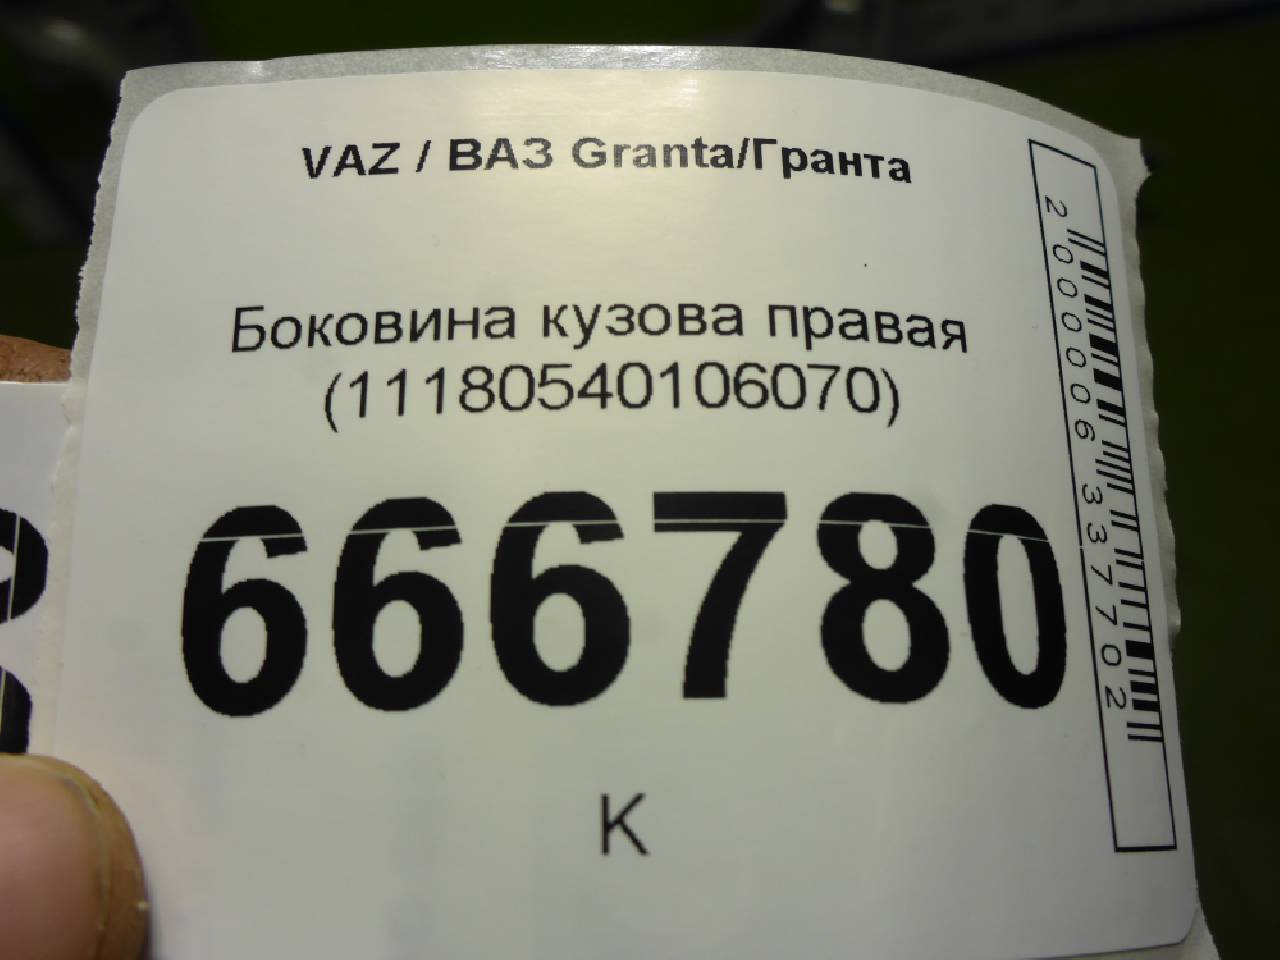 VAZ / ВАЗ Granta/Гранта
Боковина кузова правая
(11180540106070)
666780
К
2000006337702